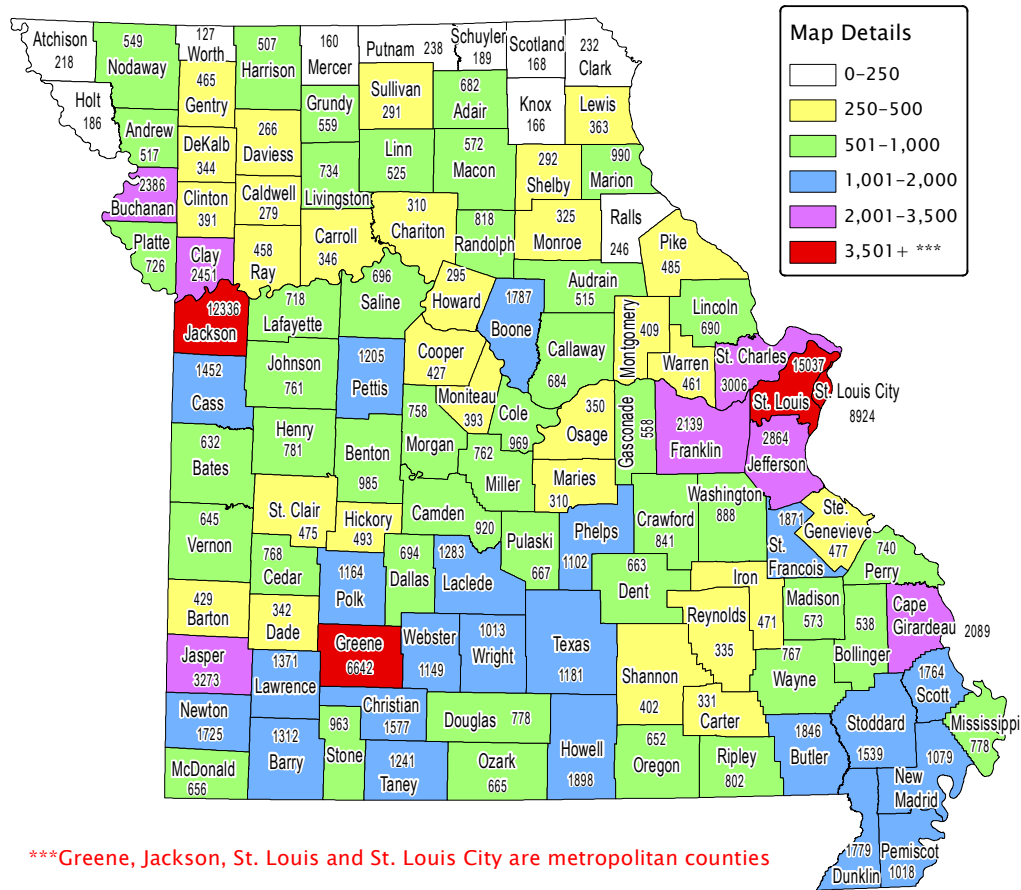 Map Details
0-250
250-500
501-1,000
1,001-2,000
2,001-3,500
3,501+ ***
Atchison
218
549
Nodaway
127
Worth
507
Harrison
160
Mercer
Putnam 238
Schuyler
189
Scotland
168
232
Clark
Holt
186
Andrew
517
465
Gentry
Grundy
559
Sullivan
291
682
Adair
Knox
166
Lewis
363
DeKalb
344
266
Daviess
734
Livingston
Linn
525
572
Macon
292
Shelby
990
Marion
2386
Buchanan
Clinton
391
Caldwell
279
Carroll
346
310
Chariton
818
Randolph
325
Monroe
Ralls
246
Pike
485
Platte
726
Clay
2451
458
Ray
696
Saline
295
Howard
1787
Boone
Audrain
515
Callaway
684
Montgomery
409
Lincoln
690
Warren
461
St. Charles
3006
15037
St. Louis
St. Louis City
8924
12336
Jackson
718
Lafayette
Johnson
761
1205
Pettis
Cooper
427
Moniteau
393
Cole
969
350
Osage
Gasconade
558
2139
Franklin
2864
Jefferson
1452
Cass
Henry
781
Benton
985
758
Morgan
762
Miller
Maries
310
632
Bates
St. Clair
475
Hickory
493
Camden
920
Pulaski
667
Phelps
1102
Crawford
841
Washington
888
1871
St.
Francois
Ste.
Genevieve
477
740
Perry
645
Vernon
768
Cedar
1164
Polk
694
Dallas
1283
Laclede
663
Dent
Iron
471
Madison
573
538
Bollinger
Cape
Girardeau 2089
429
Barton
342
Dade
Greene
6642
Webster
1149
1013
Wright
Texas
1181
Reynolds
335
Shannon
402
767
Wayne
Jasper
3273
1371
Lawrence
Christian
1577
Douglas 778
331
Carter
1764
Scott
Stoddard
1539
Mississippi
778
Newton
1725
1312
Barry
963
Stone
1241
Taney
Ozark
665
Howell
1898
652
Oregon
Ripley
802
1846
Butler
1079
New
Madrid
McDonald
656
1779
Dunklin
Pemiscot
1018
***Greene, Jackson, St. Louis and St. Louis City are metropolitan counties